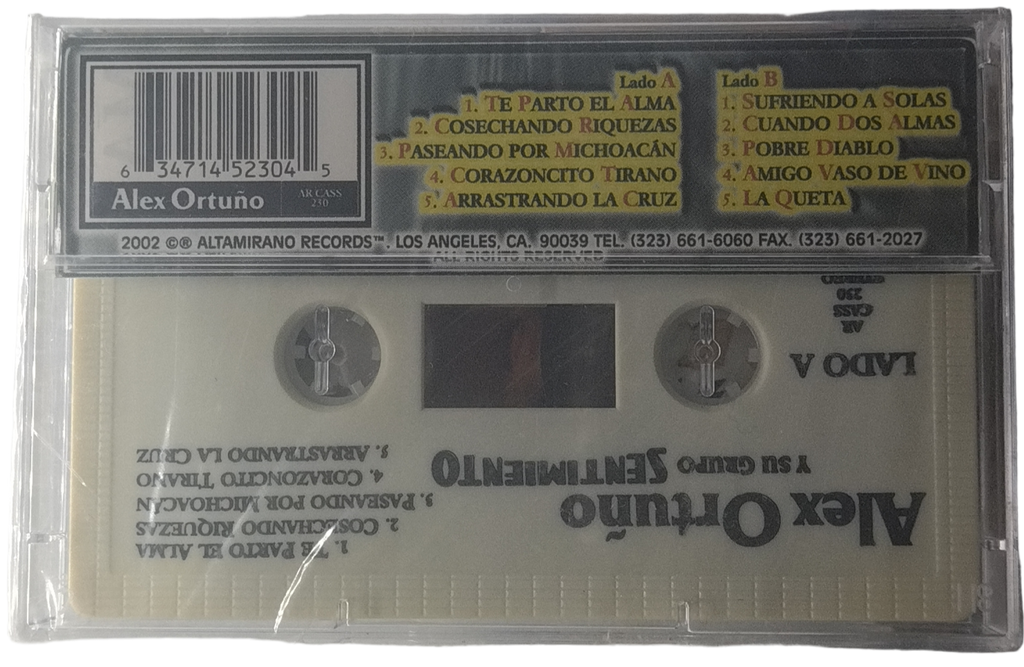 Lado A
1. Te Parto el Alma
2. Cosechando Riquezas
3. Paseando por Michoacán
4. Corazoncito Tirano
5. Arrastrando la Cruz
Lado B
1. Sufriendo a Solas
2. Cuando Dos Almas
3. Pobre Diablo
4. Amigo Vaso de Vino
5. La Queta
6 34714 52304 5
Alex Ortuño
AR CASS
230
2002 ©® ALTAMIRANO RECORDS™. LOS ANGELES, CA. 90039 TEL. (323) 661-6060 FAX. (323) 661-2027
ALL RIGHTS RESERVED
Alex Ortuño
Y SU GRUPO SENTIMIENTO
1. Te Parto el Alma
2. Cosechando Riquezas
3. Paseando por Michoacán
4. Corazoncito Tirano
5. Arrastrando la Cruz
LADO A
AR
CASS
230
STEREO